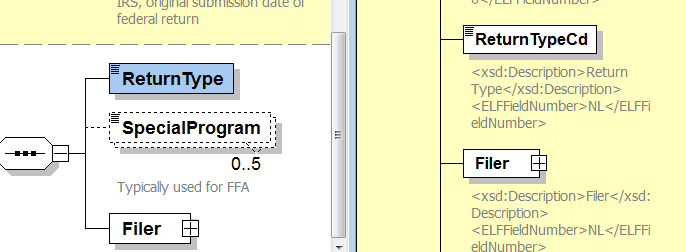 IRS, original submission date of
federal return
ReturnType
SpecialProgram
0..5
Typically used for FFA
Filer
0</ELFFieldNumber>
ReturnTypeCd
<xsd:Description>Return
Type</xsd:Description>
<ELFFieldNumber>NL</ELFFi
eldNumber>
Filer
<xsd:Description>Filer</xsd:
Description>
<ELFFieldNumber>NL</ELFFi
eldNumber>